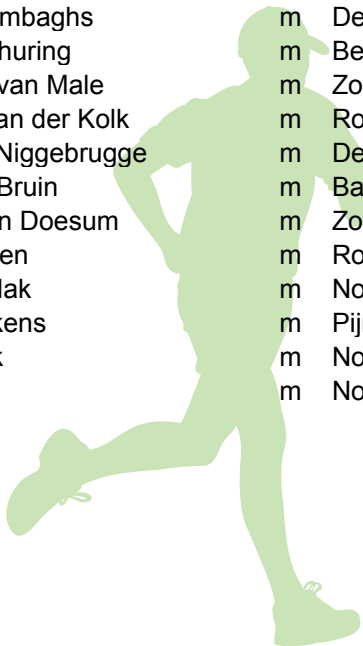 mbaghs m De
huring m Be
van Male m Zo
an der Kolk m Ro
Niggebrugge m De
Bruin m Ba
n Doesum m Zo
en m Ro
lak m No
kens m Pij
k m No
m No